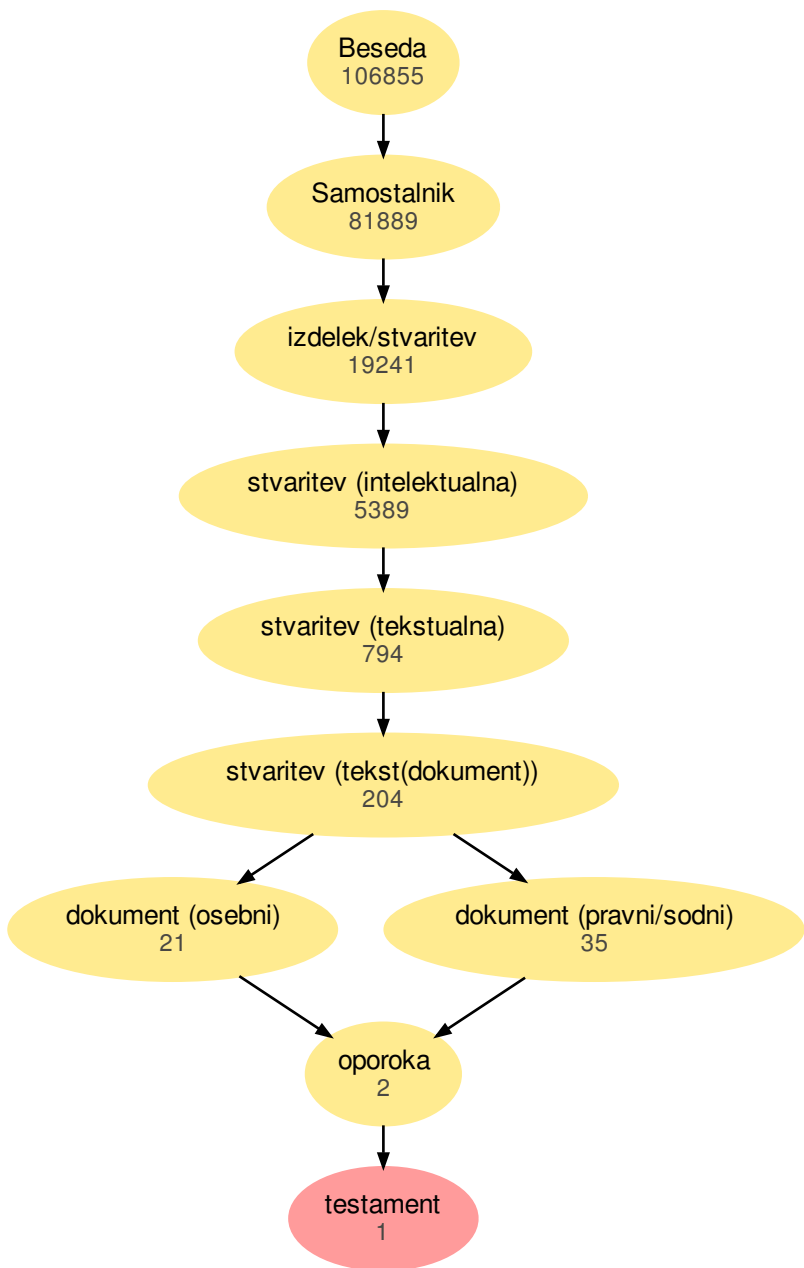 Beseda
106855
Samostalnik
81889
izdelek/stvaritev
19241
stvaritev (intelektualna)
5389
stvaritev (tekstualna)
794
stvaritev (tekst(dokument))
204
dokument (osebni)
21
dokument (pravni/sodni)
35
oporoka
2
testament
1